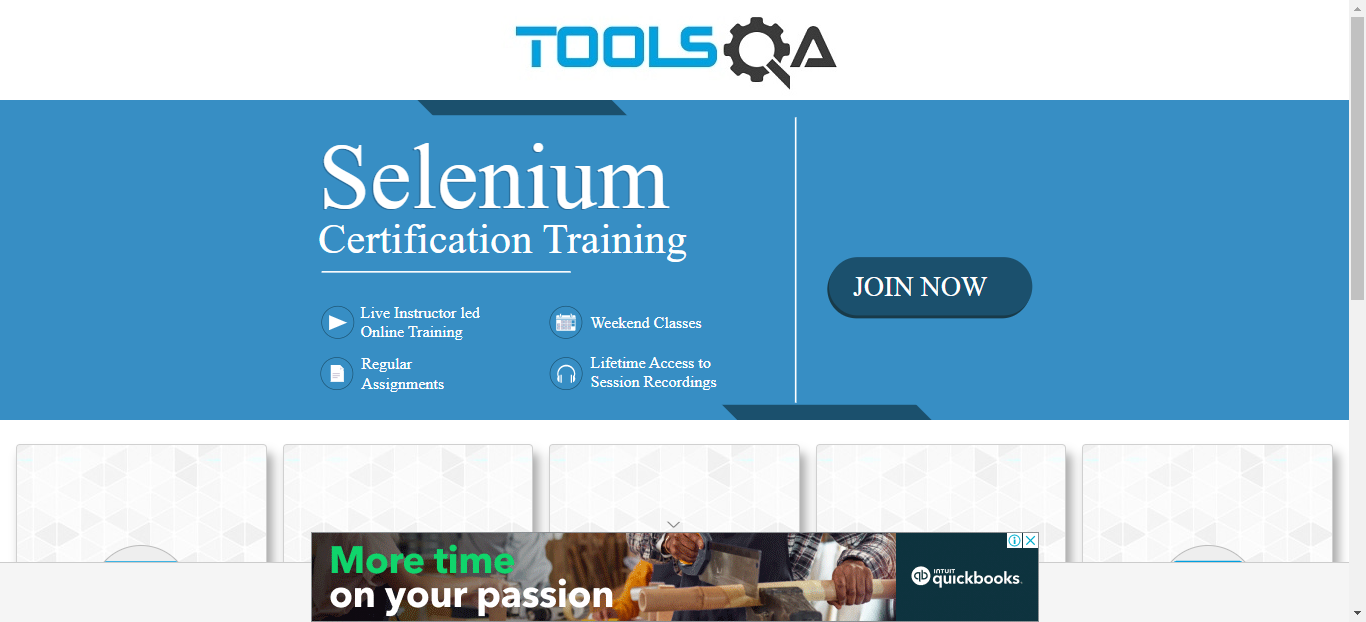 TOOLSQA
Selenium
Certification Training
JOIN NOW
Live Instructor led
Online Training
Weekend Classes
Regular
Assignments
Lifetime Access to
Session Recordings
More time
on your passion
INTUIT
quickbooks.